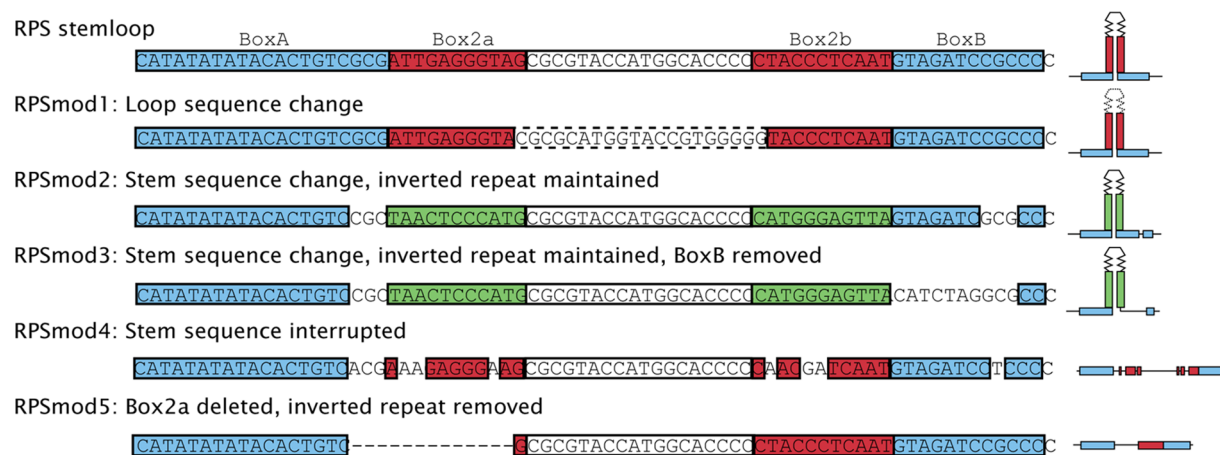 RPS stemloop
BoxA Box2a Box2b BoxB
CATATATATACACTGTCGCGATTGAGGGTAGCGCGTACCATGGCACCCCCTACCCTCAATGTAGATCCGCCCC
RPSmod1: Loop sequence change
CATATATATACACTGTCGCGATTGAGGGTACGCGCATGGTACCGTGGGGGTACCCTCAATGTAGATCCGCCCC
RPSmod2: Stem sequence change, inverted repeat maintained
CATATATATACACTGTCCGCTAACTCCCATGCGCGTACCATGGCACCCCCATGGGAGTTAGTAGATCGCGCCC
RPSmod3: Stem sequence change, inverted repeat maintained, BoxB removed
CATATATATACACTGTCCGCTAACTCCCATGCGCGTACCATGGCACCCCCATGGGAGTTACATCTAGGCGCCC
RPSmod4: Stem sequence interrupted
CATATATATACACTGTCACGAAAGAGGGAAGCGCGTACCATGGCACCCCCAACGATCAATGTAGATCCTCCCC
RPSmod5: Box2a deleted, inverted repeat removed
CATATATATACACTGTC-------------GCGCGTACCATGGCACCCCCTACCCTCAATGTAGATCCGCCCC